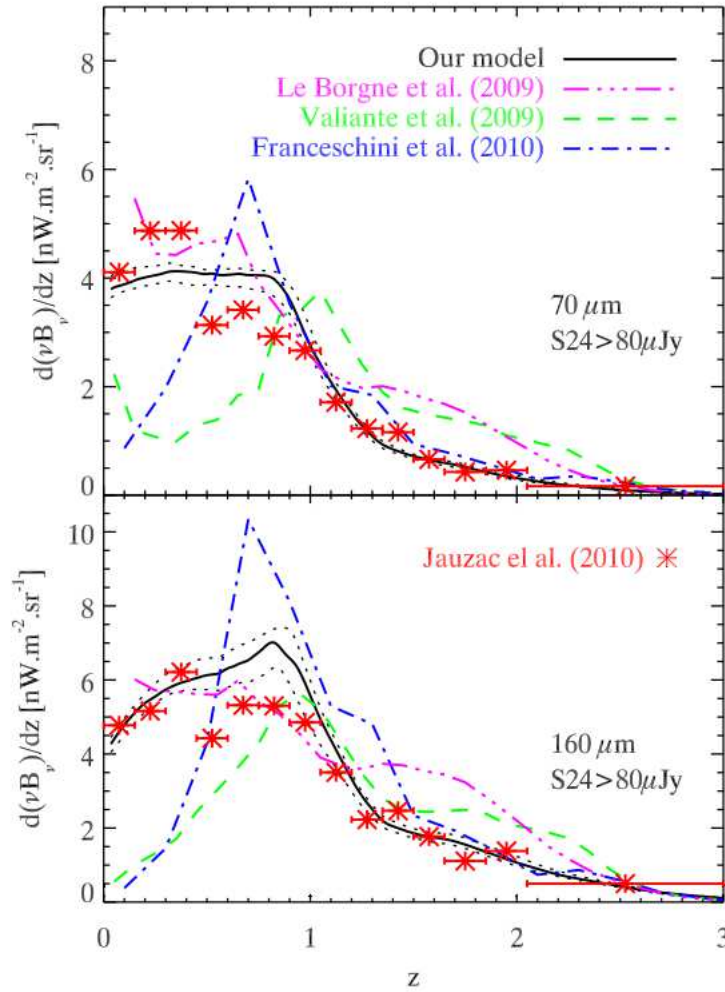 8
6
4
2
0
d(νBν)/dz [nW.m-2.sr-1]
Our model
Le Borgne et al. (2009)
Valiante et al. (2009)
Franceschini et al. (2010)
70 μm
S24>80μJy
10
8
6
4
2
0
d(νBν)/dz [nW.m-2.sr-1]
Jauzac el al. (2010)
160 μm
S24>80μJy
0 1 2 3
z